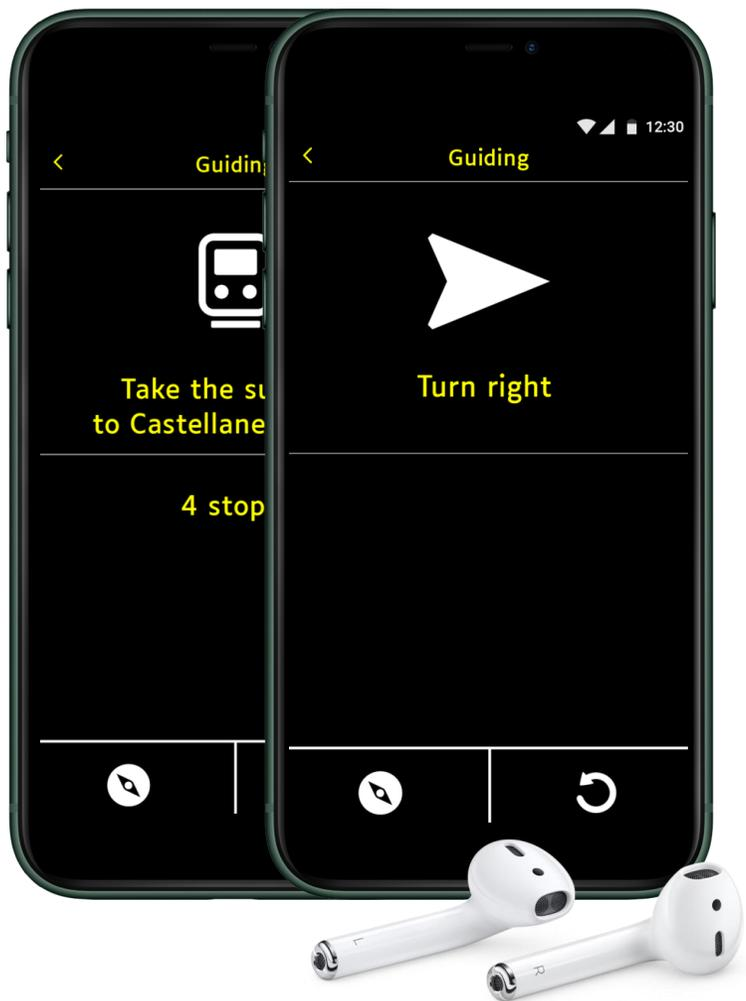 Guiding
Take the su
to Castellane
4 stop
12:30
Guiding
Turn right
L
R